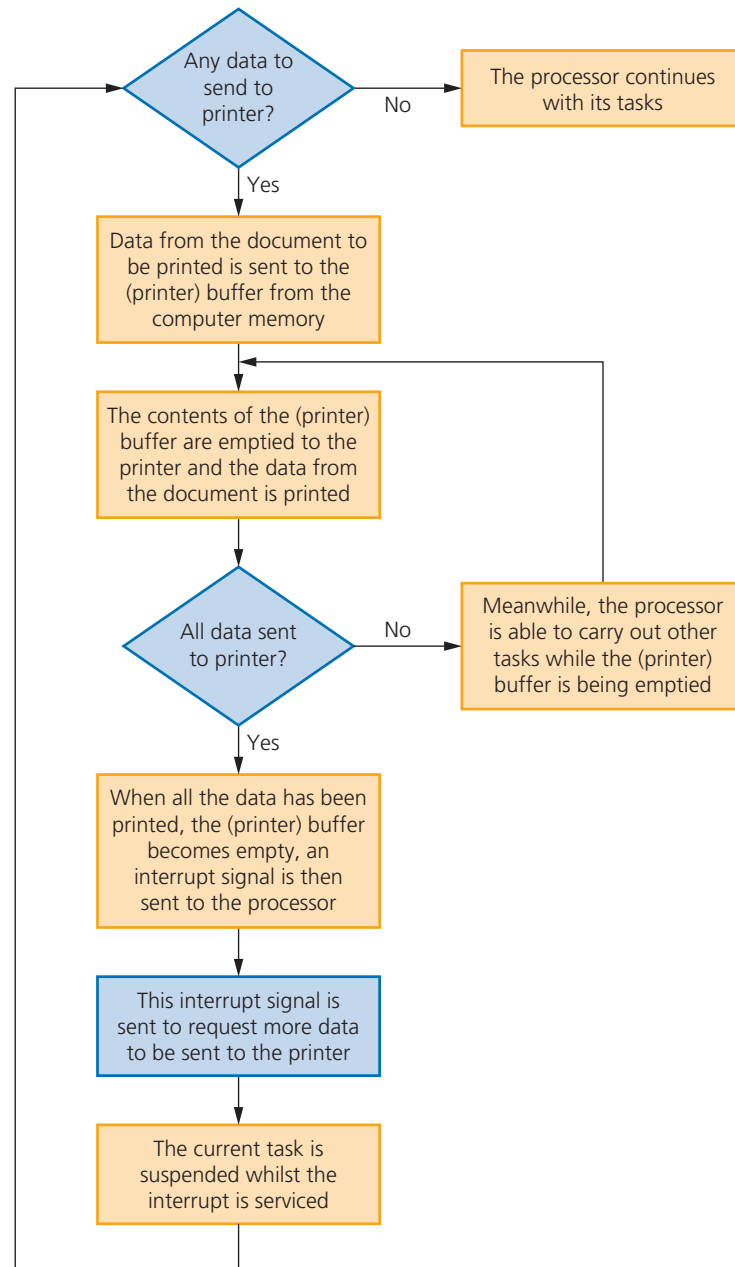 Any data to
send to
printer?
No
The processor continues
with its tasks
Yes
Data from the document to
be printed is sent to the
(printer) buffer from the
computer memory
The contents of the (printer)
buffer are emptied to the
printer and the data from
the document is printed
All data sent
to printer?
No
Meanwhile, the processor
is able to carry out other
tasks while the (printer)
buffer is being emptied
Yes
When all the data has been
printed, the (printer) buffer
becomes empty, an
interrupt signal is then
sent to the processor
This interrupt signal is
sent to request more data
to be sent to the printer
The current task is
suspended whilst the
interrupt is serviced